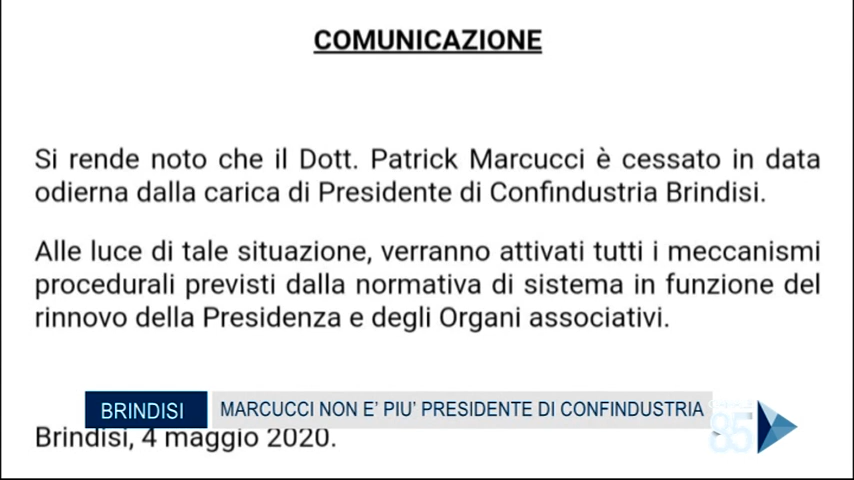 COMUNICAZIONE
Si rende noto che il Dott. Patrick Marcucci è cessato in data
odierna dalla carica di Presidente di Confindustria Brindisi.
Alle luce di tale situazione, verranno attivati tutti i meccanismi
procedurali previsti dalla normativa di sistema in funzione del
rinnovo della Presidenza e degli Organi associativi.
BRINDISI MARCUCCI NON E' PIU' PRESIDENTE DI CONFINDUSTRIA
85
Brindisi, 4 maggio 2020.